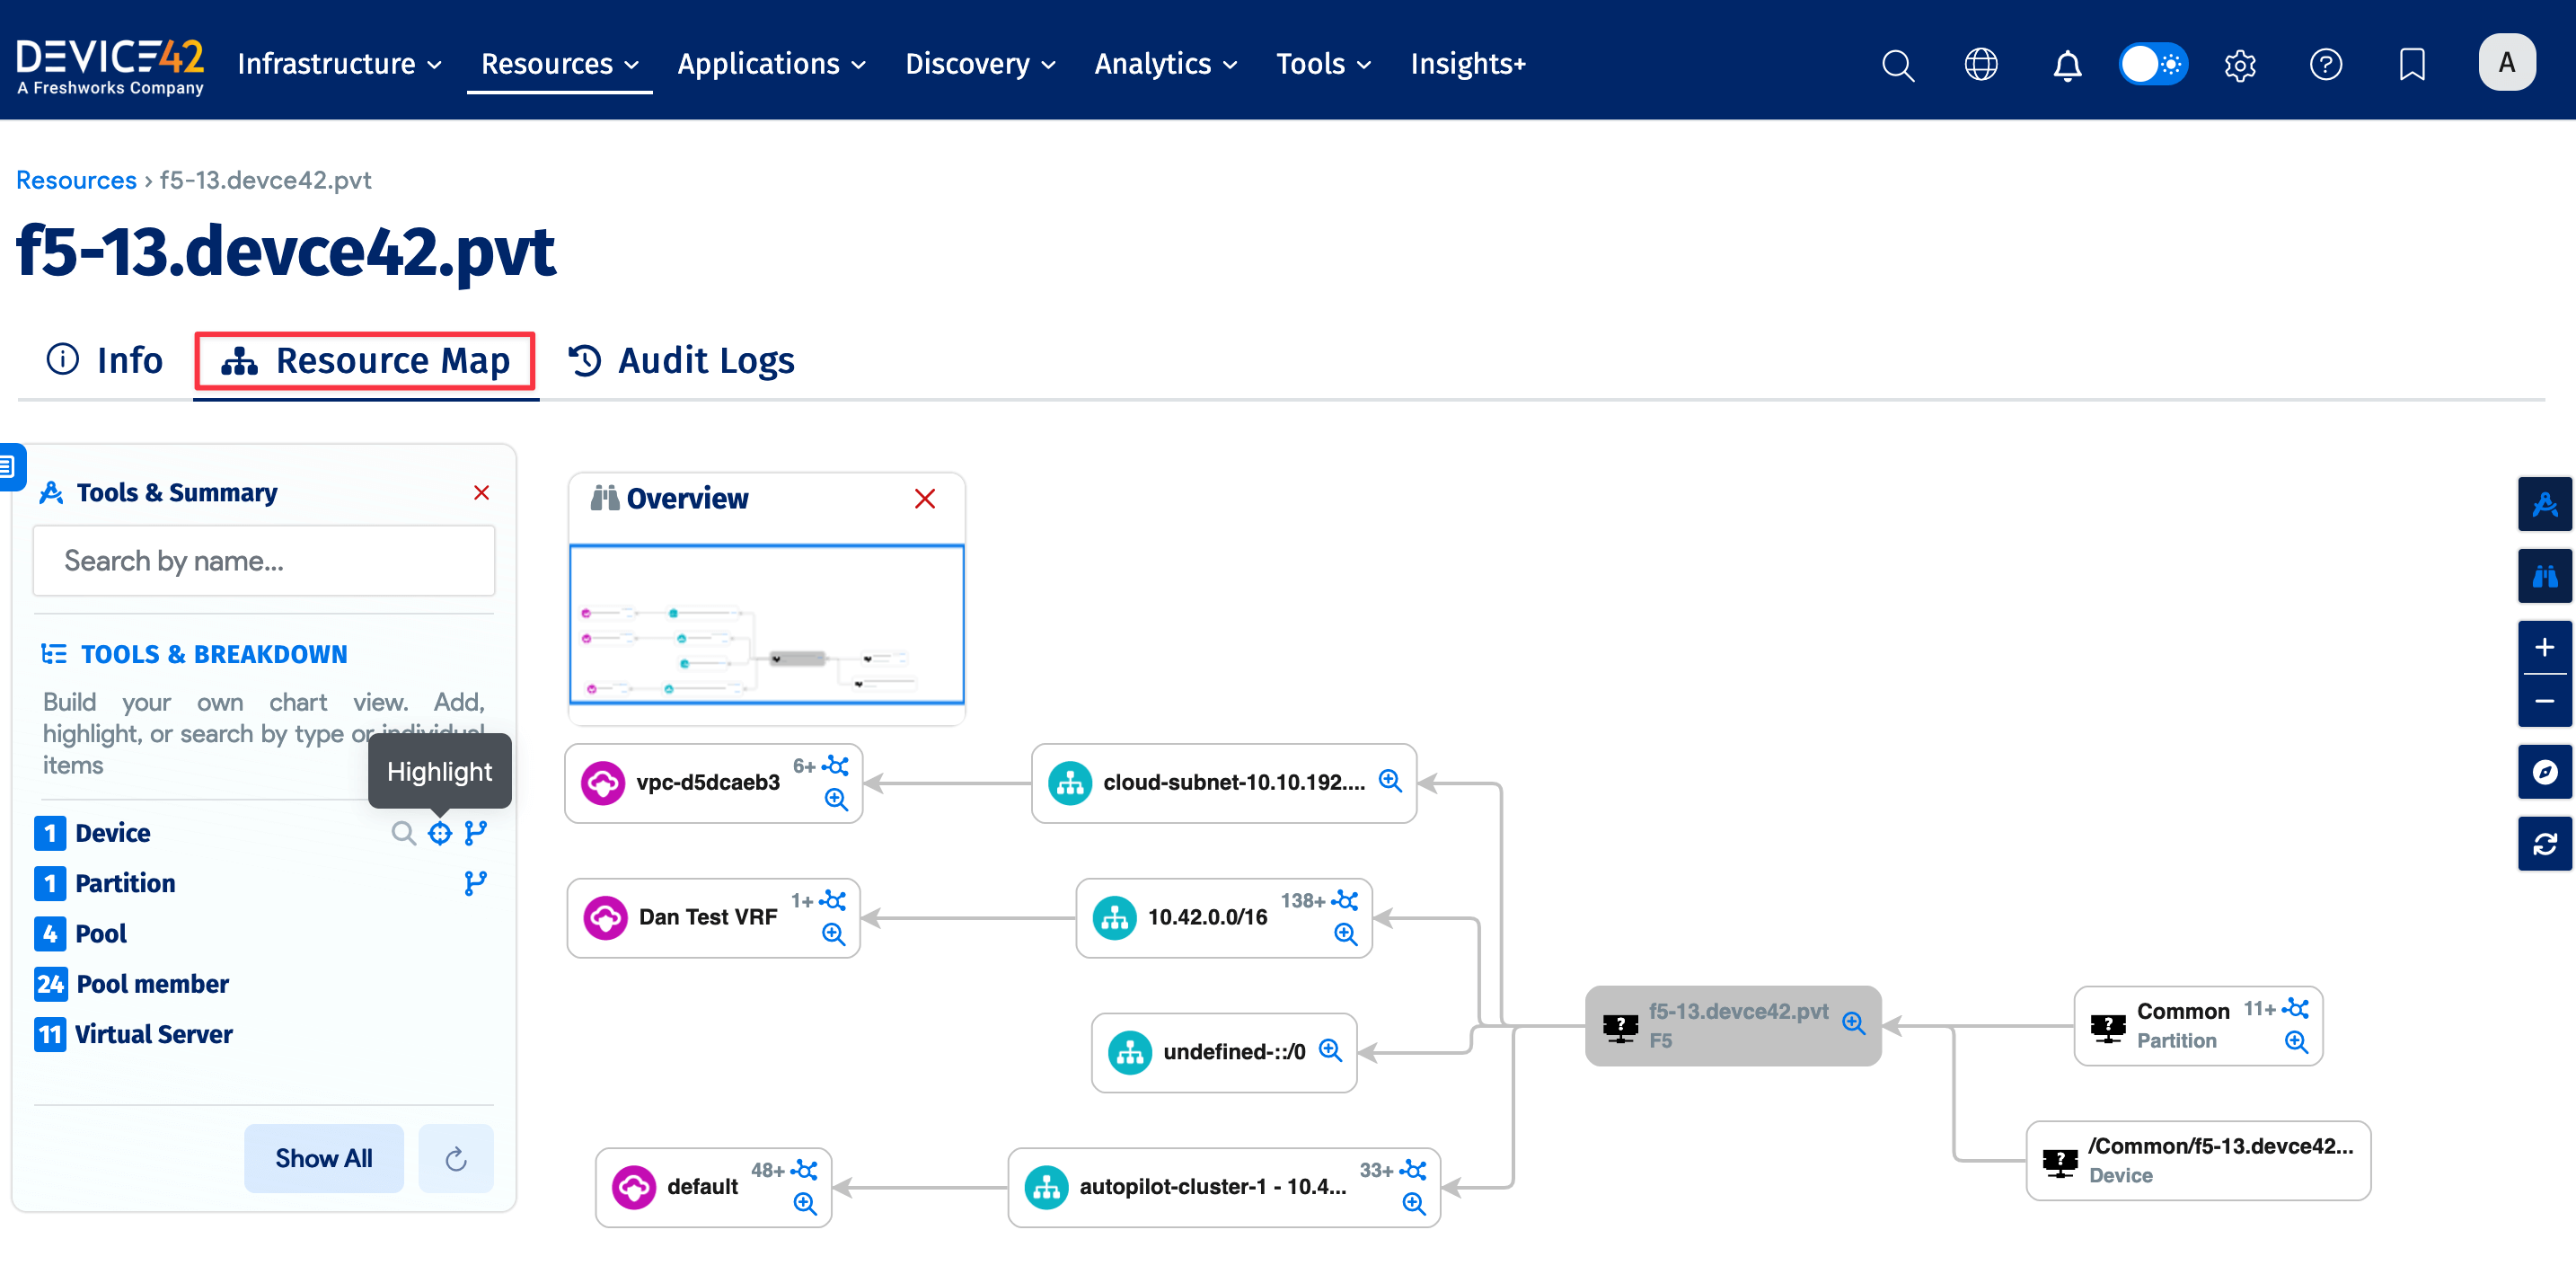 DEVICE42
A Freshworks Company
Infrastructure
Resources
Applications
Discovery
Analytics
Tools
Insights+
A
Resources › f5-13.devce42.pvt
f5-13.devce42.pvt
Info
Resource Map
Audit Logs
Tools & Summary
Search by name...
TOOLS & BREAKDOWN
Build your own chart view. Add,
highlight, or search by type or individual
items
Highlight
1 Device
1 Partition
4 Pool
24 Pool member
11 Virtual Server
Show All
Overview
vpc-d5dcaeb3
6+
cloud-subnet-10.10.192....
Dan Test VRF
1+
10.42.0.0/16
138+
undefined-::/0
default
48+
autopilot-cluster-1 - 10.4...
33+
f5-13.devce42.pvt
F5
Common
11+
Partition
/Common/f5-13.devce42...
Device